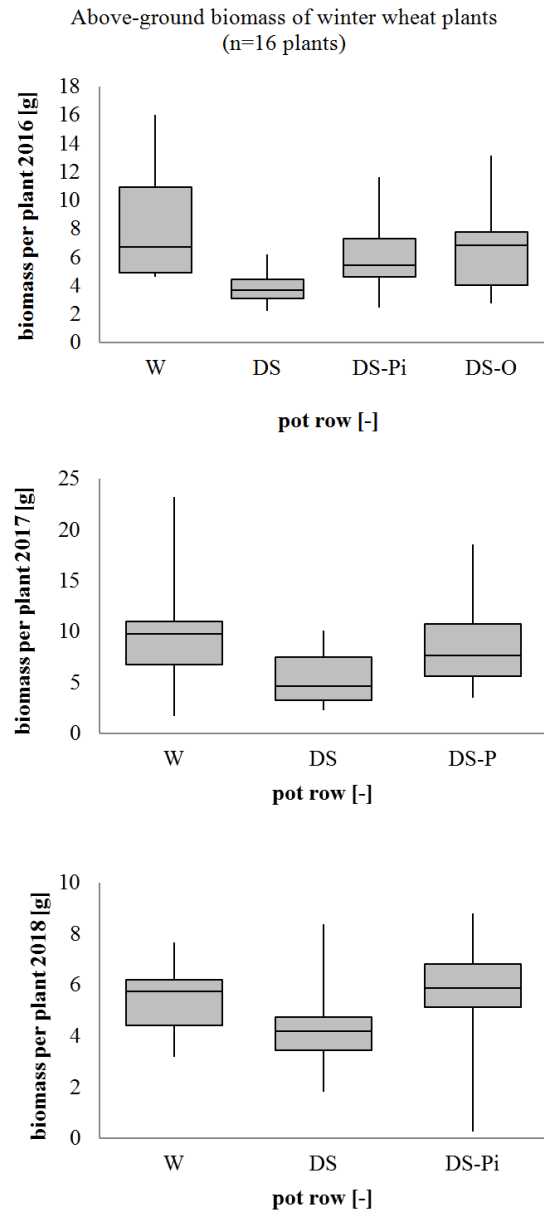 Above-ground biomass of winter wheat plants
(n=16 plants)
biomass per plant 2016 [g]
18
16
14
12
10
8
6
4
2
0
W DS DS-Pi DS-O
pot row [-]
biomass per plant 2017 [g]
25
20
15
10
5
0
W DS DS-P
pot row [-]
biomass per plant 2018 [g]
10
8
6
4
2
0
W DS DS-Pi
pot row [-]